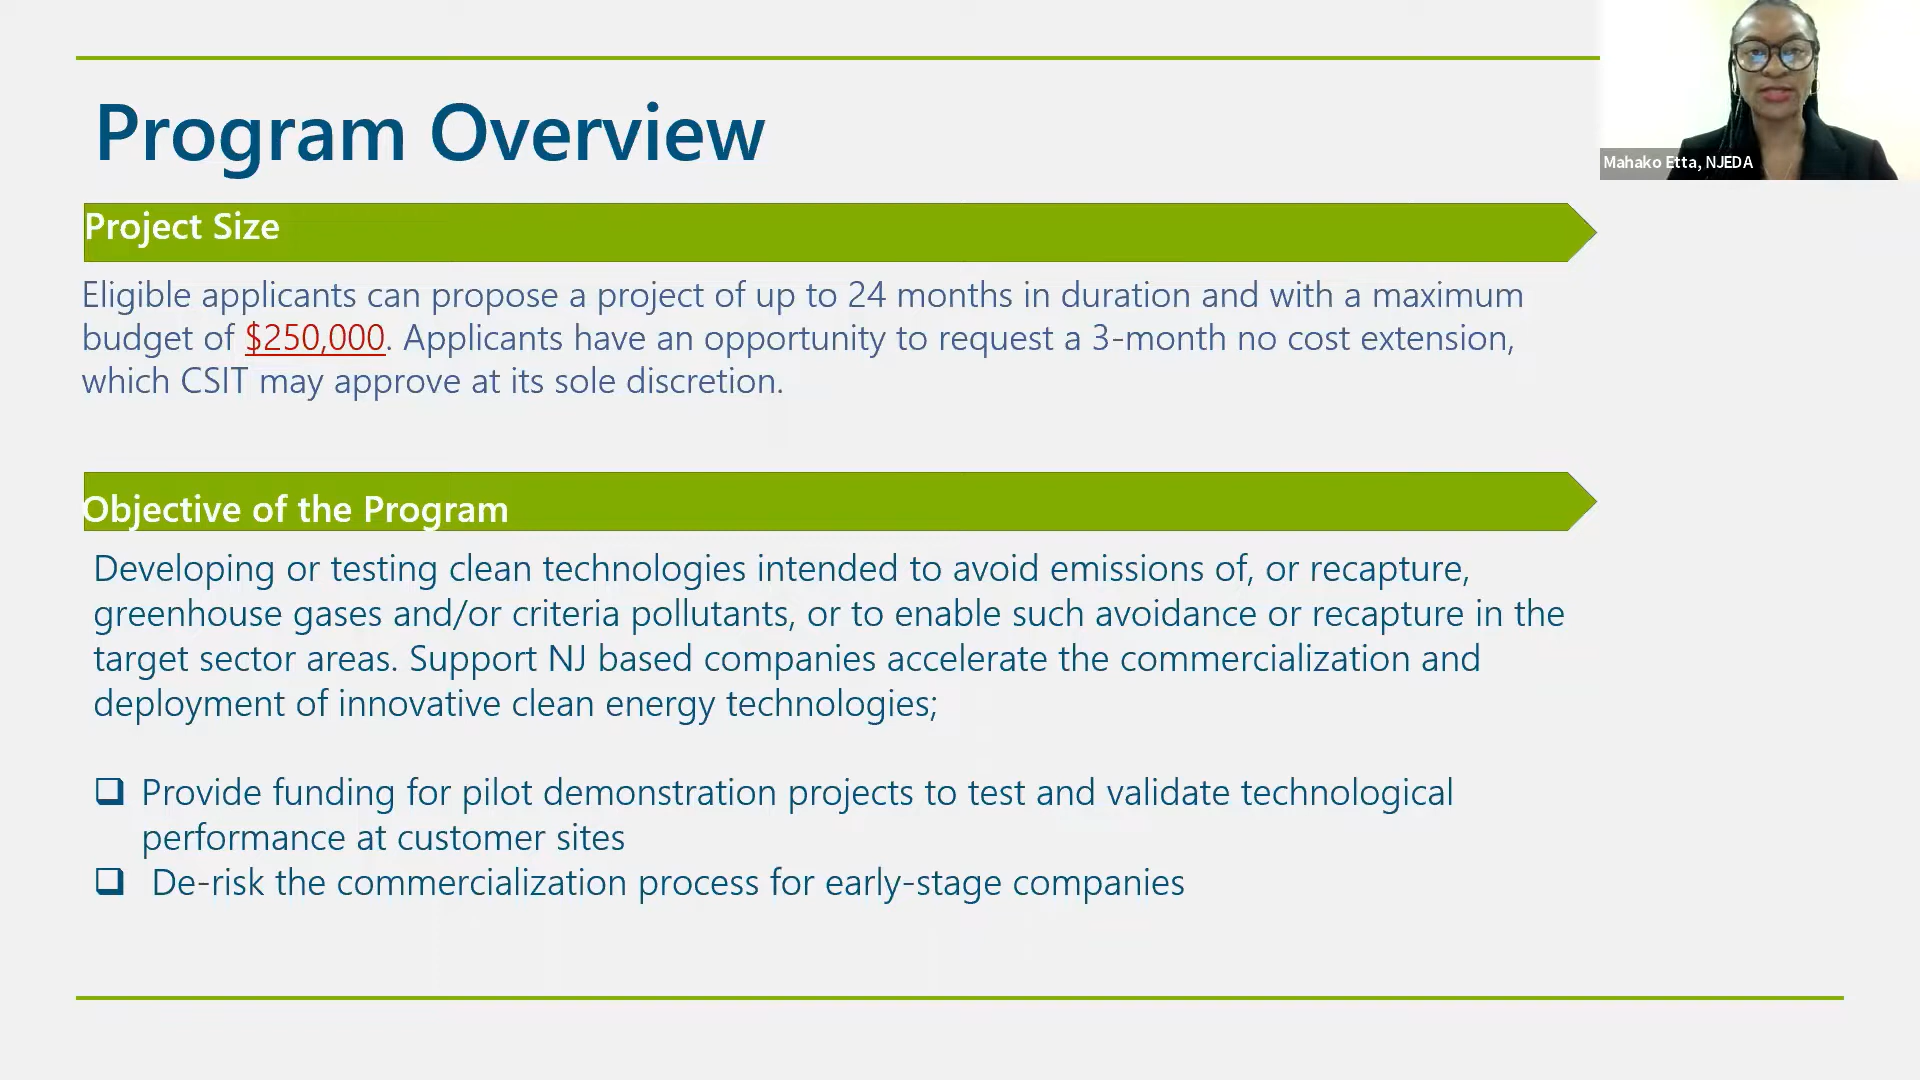 Program Overview
Mahako Etta, NJEDA
Project Size
Eligible applicants can propose a project of up to 24 months in duration and with a maximum
budget of $250,000. Applicants have an opportunity to request a 3-month no cost extension,
which CSIT may approve at its sole discretion.
Objective of the Program
Developing or testing clean technologies intended to avoid emissions of, or recapture,
greenhouse gases and/or criteria pollutants, or to enable such avoidance or recapture in the
target sector areas. Support NJ based companies accelerate the commercialization and
deployment of innovative clean energy technologies;
Provide funding for pilot demonstration projects to test and validate technological
performance at customer sites
De-risk the commercialization process for early-stage companies